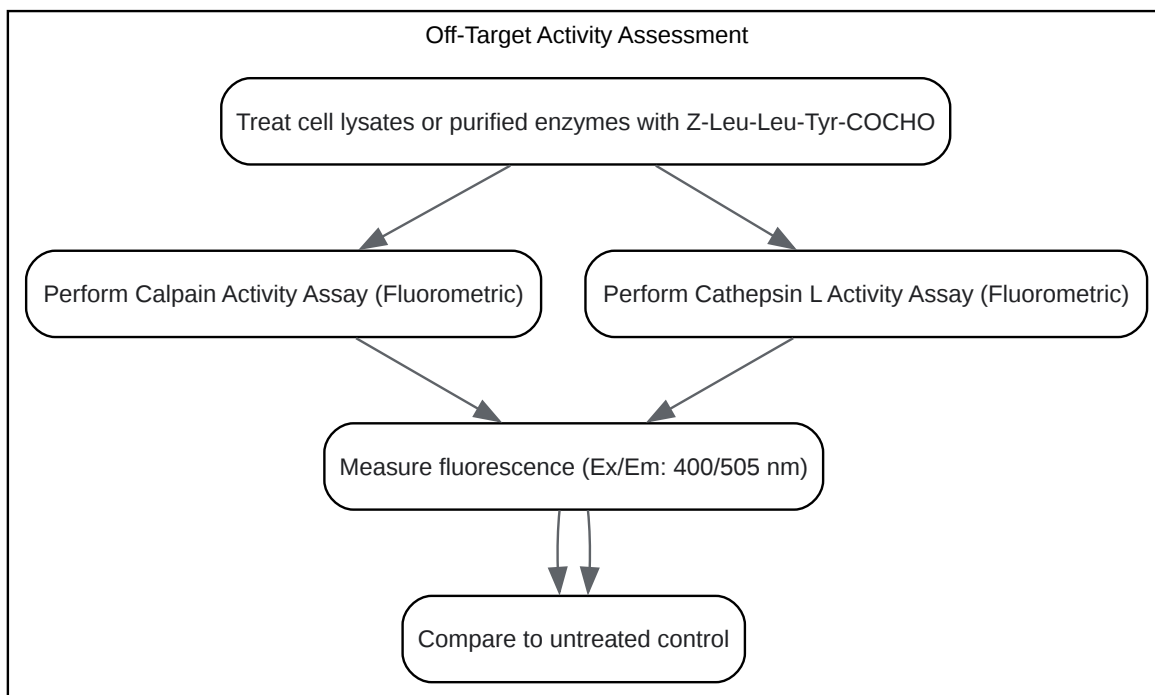 Off-Target Activity Assessment
Treat cell lysates or purified enzymes with Z-Leu-Leu-Tyr-COCHO
Perform Calpain Activity Assay (Fluorometric)
Perform Cathepsin L Activity Assay (Fluorometric)
Measure fluorescence (Ex/Em: 400/505 nm)
Compare to untreated control